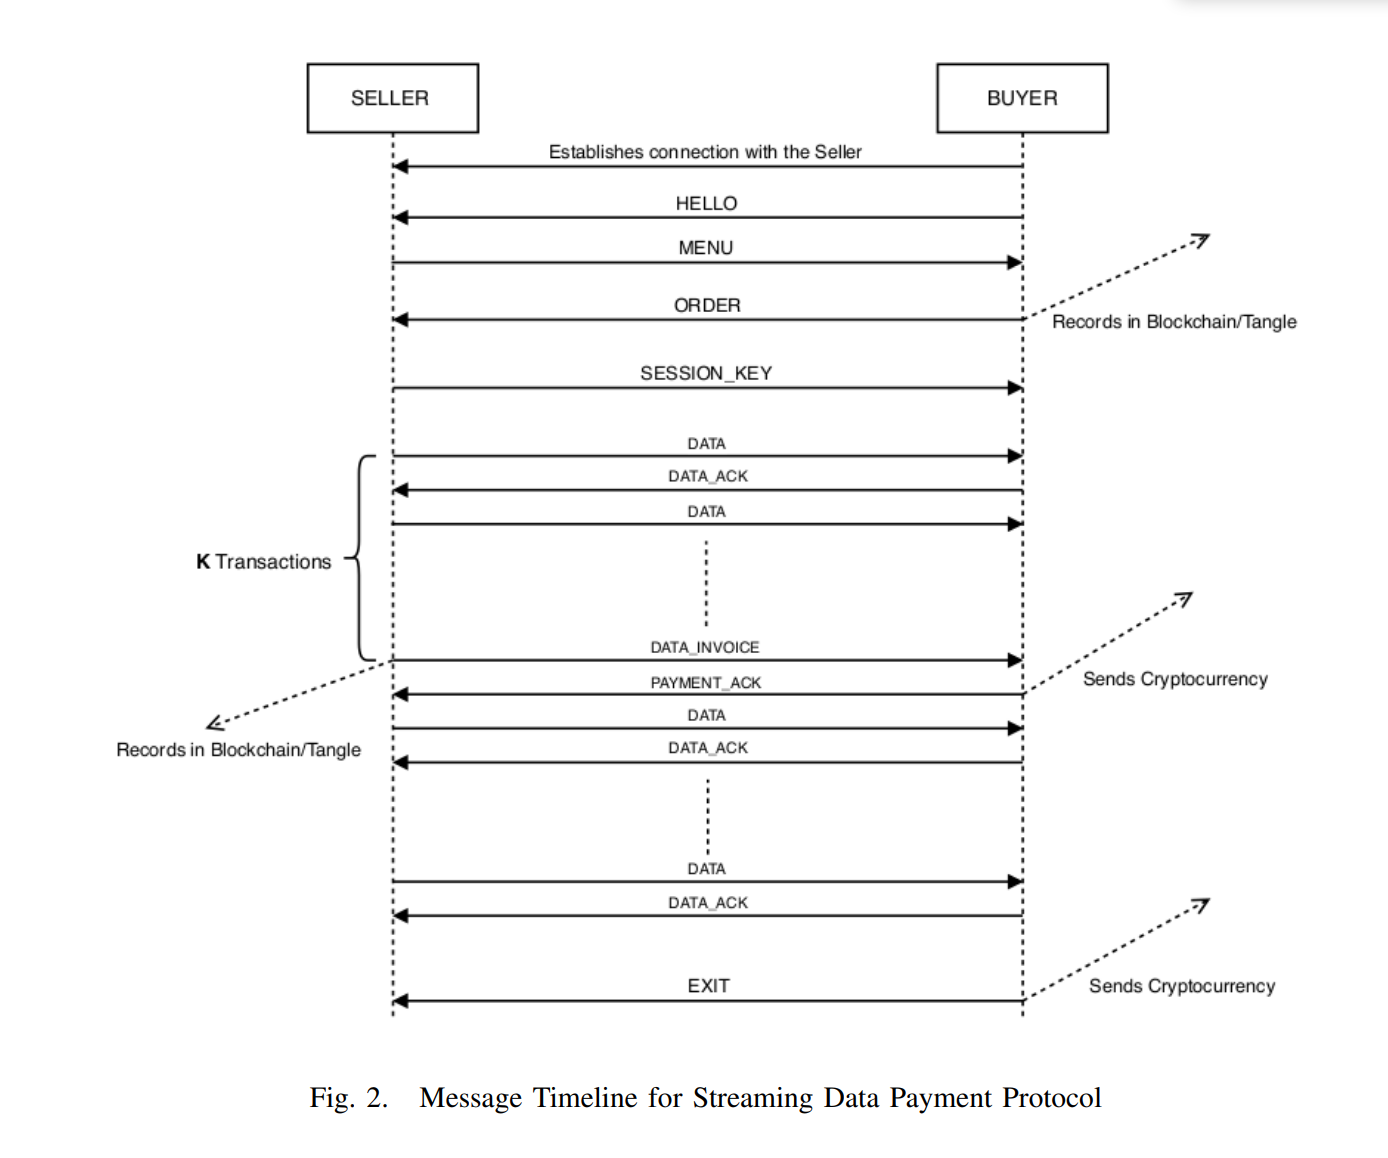 SELLER
BUYER
Establishes connection with the Seller
HELLO
MENU
ORDER
Records in Blockchain/Tangle
SESSION_KEY
DATA
DATA_ACK
DATA
K Transactions
DATA_INVOICE
PAYMENT_ACK
Sends Cryptocurrency
DATA
Records in Blockchain/Tangle
DATA_ACK
DATA
DATA_ACK
EXIT
Sends Cryptocurrency
Fig. 2. Message Timeline for Streaming Data Payment Protocol